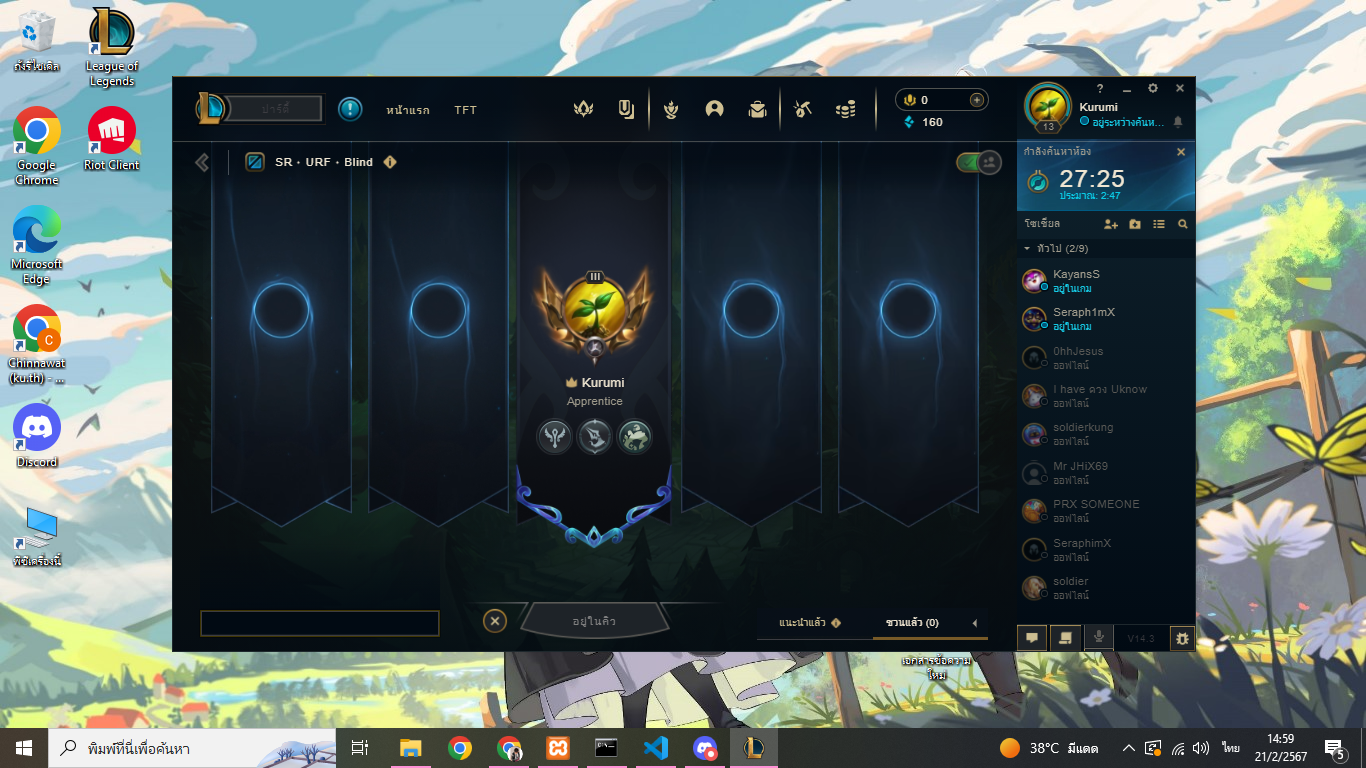 ถังรีไซเคิล
League of
Legends
Google
Chrome
Riot Client
Microsoft
Edge
Chinnawat
(ku.th) - ...
Discord
พีซีเครื่องนี้
ปาร์ตี้
หน้าแรก
TFT
0
160
Kurumi
อยู่ระหว่างค้นห...
13
SR • URF • Blind
กำลังค้นหาห้อง
27:25
ประมาณ: 2:47
โซเชียล
ทั่วไป (2/9)
KayansS
อยู่ในเกม
Seraph1mX
อยู่ในเกม
0hhJesus
ออฟไลน์
I have ดวง Uknow
ออฟไลน์
soldierkung
ออฟไลน์
Mr JHiX69
ออฟไลน์
PRX SOMEONE
ออฟไลน์
SeraphimX
ออฟไลน์
soldier
ออฟไลน์
V14.3
III
Kurumi
Apprentice
อยู่ในคิว
แนะนำแล้ว
ชวนแล้ว (0)
เอกสารข้อความ
ใหม่
พิมพ์ที่นี่เพื่อค้นหา
38°C มีแดด
ไทย
14:59
21/2/2567
5